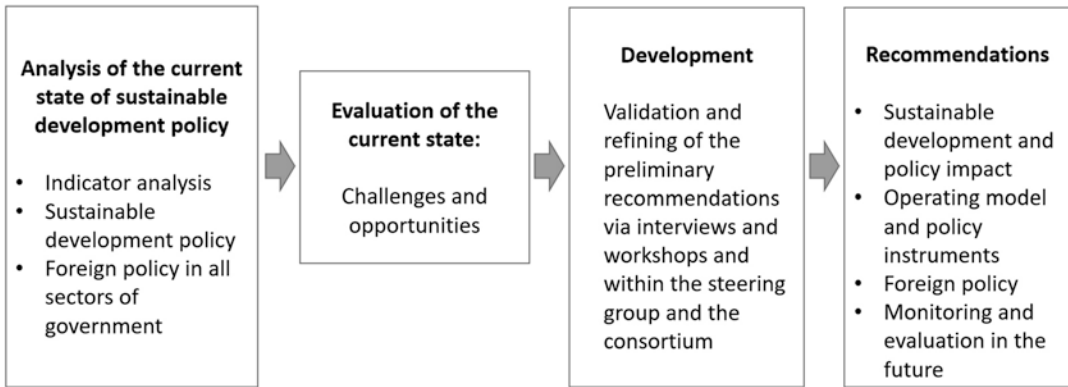 Analysis of the current
state of sustainable
development policy
• Indicator analysis
• Sustainable
development policy
• Foreign policy in all
sectors of
government
Evaluation of the
current state:
Challenges and
opportunities
Development
Validation and
refining of the
preliminary
recommendations
via interviews and
workshops and
within the steering
group and the
consortium
Recommendations
• Sustainable
development and
policy impact
• Operating model
and policy
instruments
• Foreign policy
• Monitoring and
evaluation in the
future